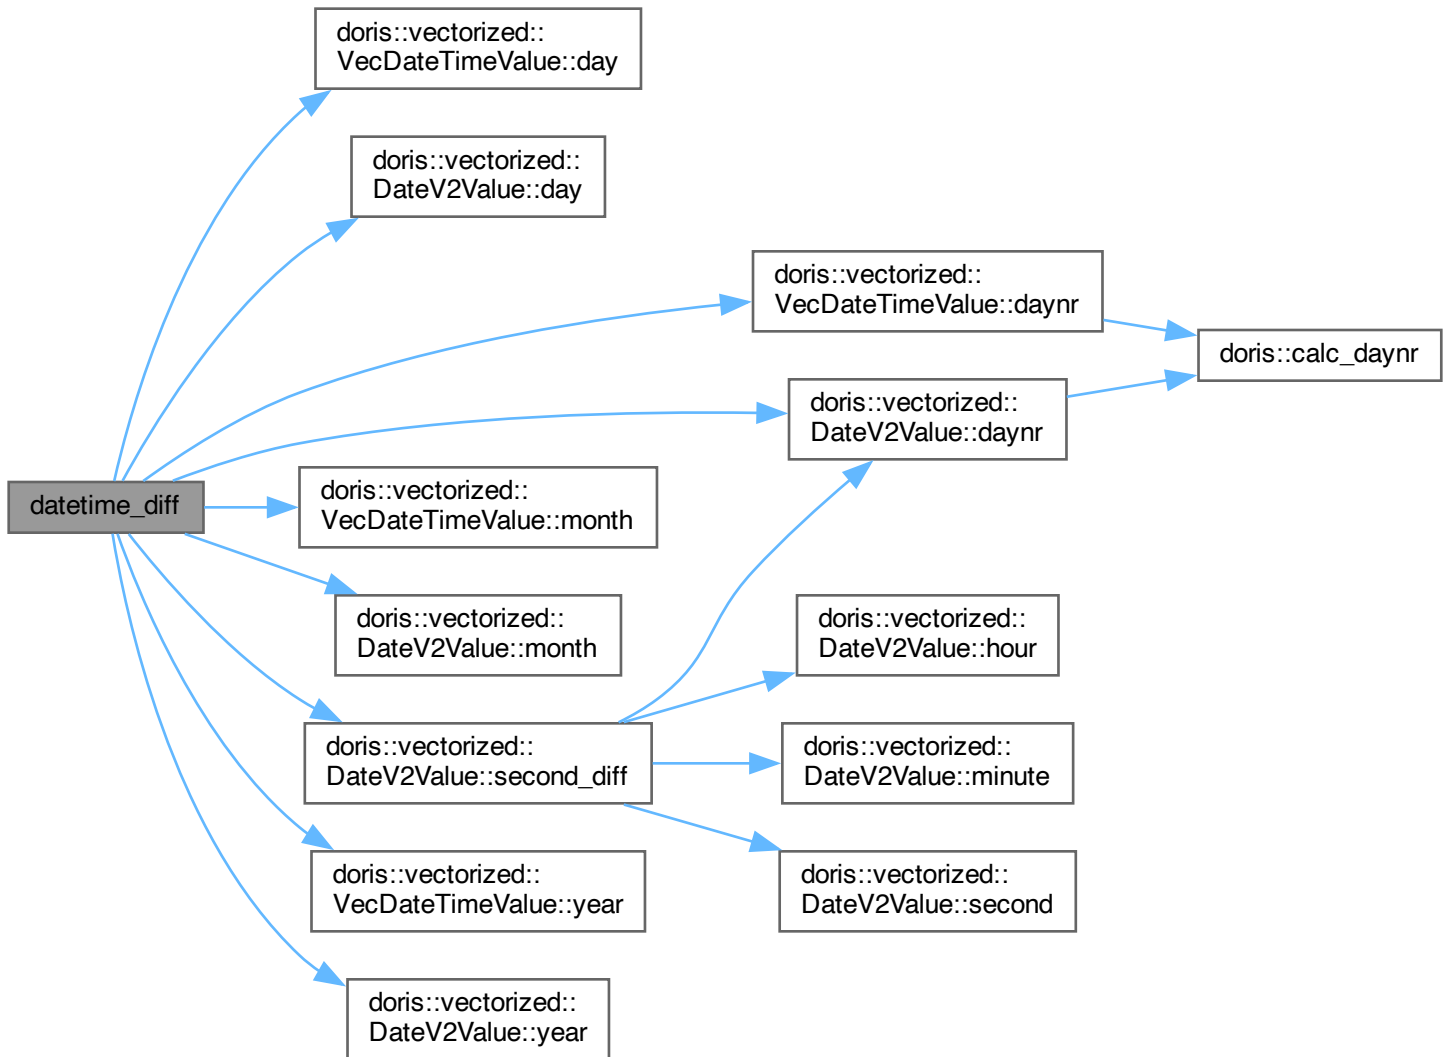 doris::vectorized::
VecDateTimeValue::day
doris::vectorized::
DateV2Value::day
doris::vectorized::
VecDateTimeValue::daynr
doris::calc_daynr
doris::vectorized::
DateV2Value::daynr
datetime_diff
doris::vectorized::
VecDateTimeValue::month
doris::vectorized::
DateV2Value::month
doris::vectorized::
DateV2Value::hour
doris::vectorized::
DateV2Value::second_diff
doris::vectorized::
DateV2Value::minute
doris::vectorized::
VecDateTimeValue::year
doris::vectorized::
DateV2Value::second
doris::vectorized::
DateV2Value::year